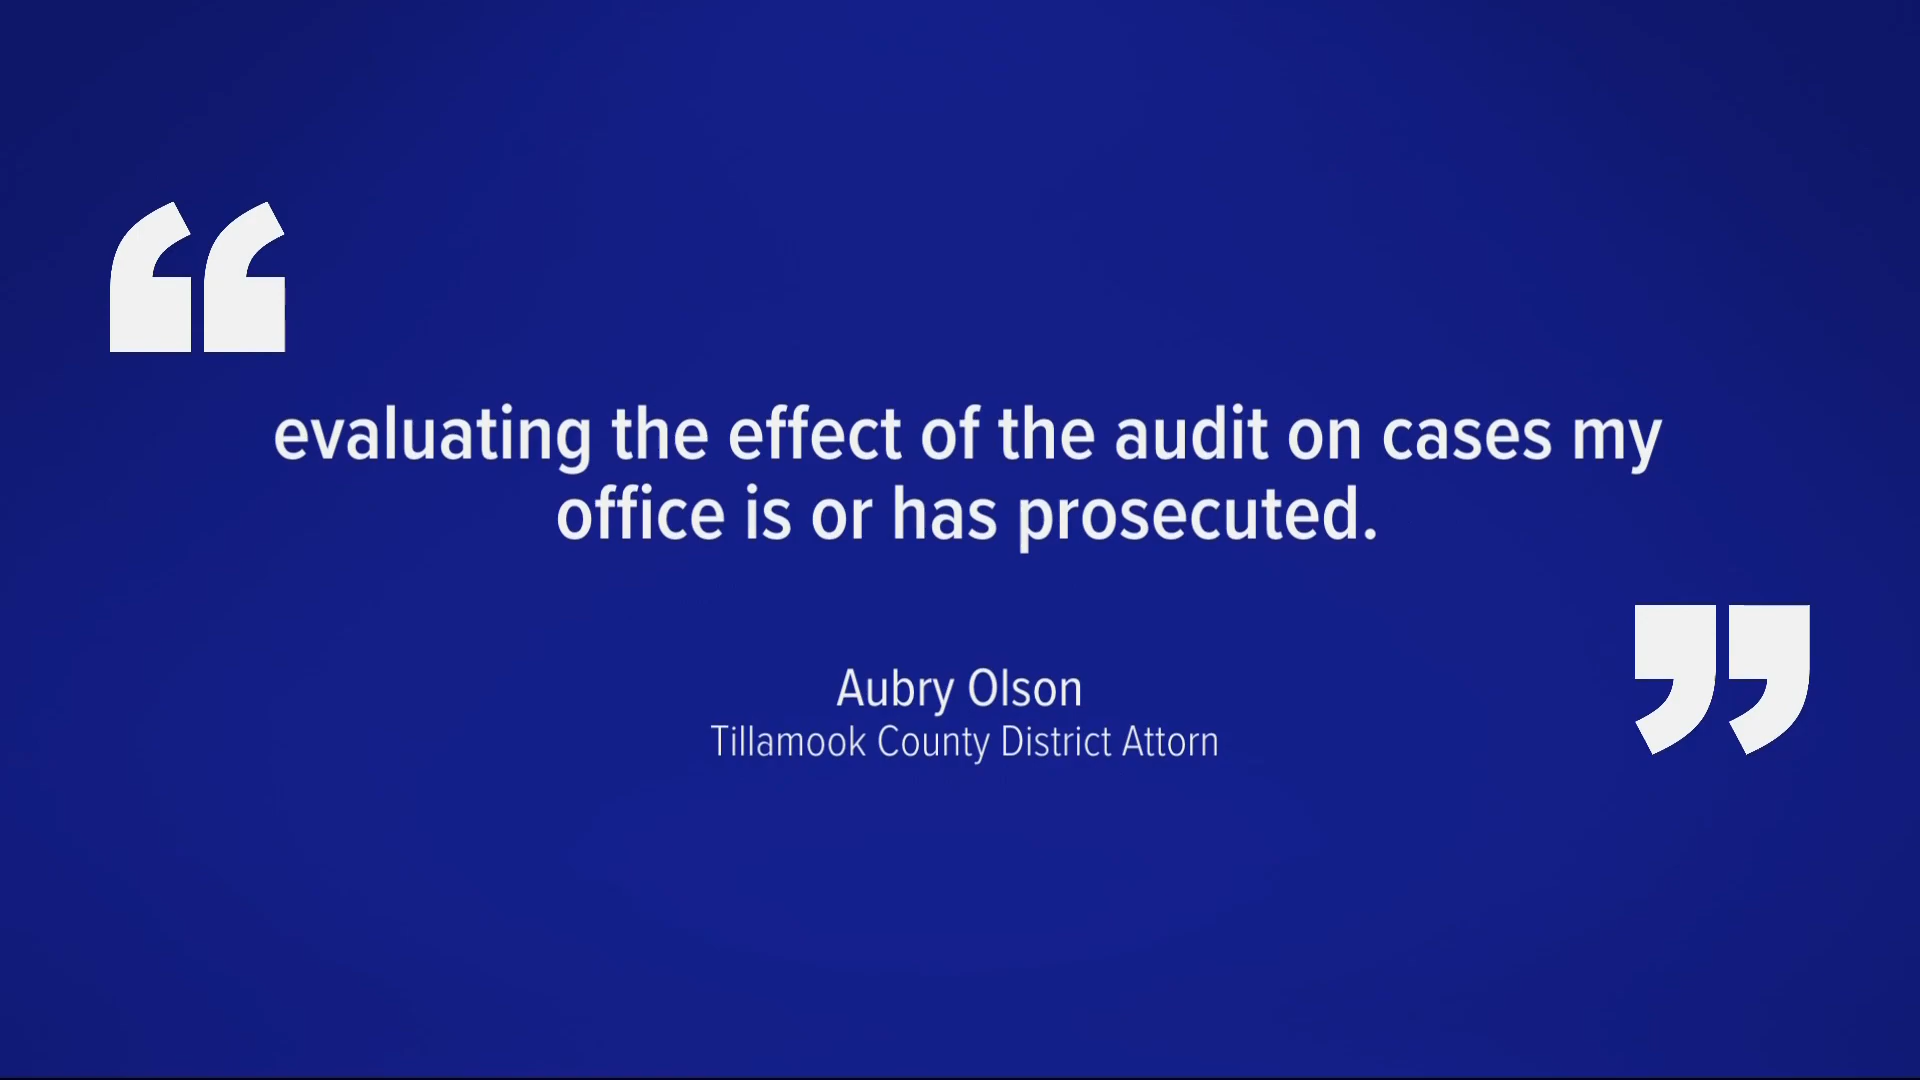 “
evaluating the effect of the audit on cases my
office is or has prosecuted.
”
Aubry Olson
Tillamook County District Attorn